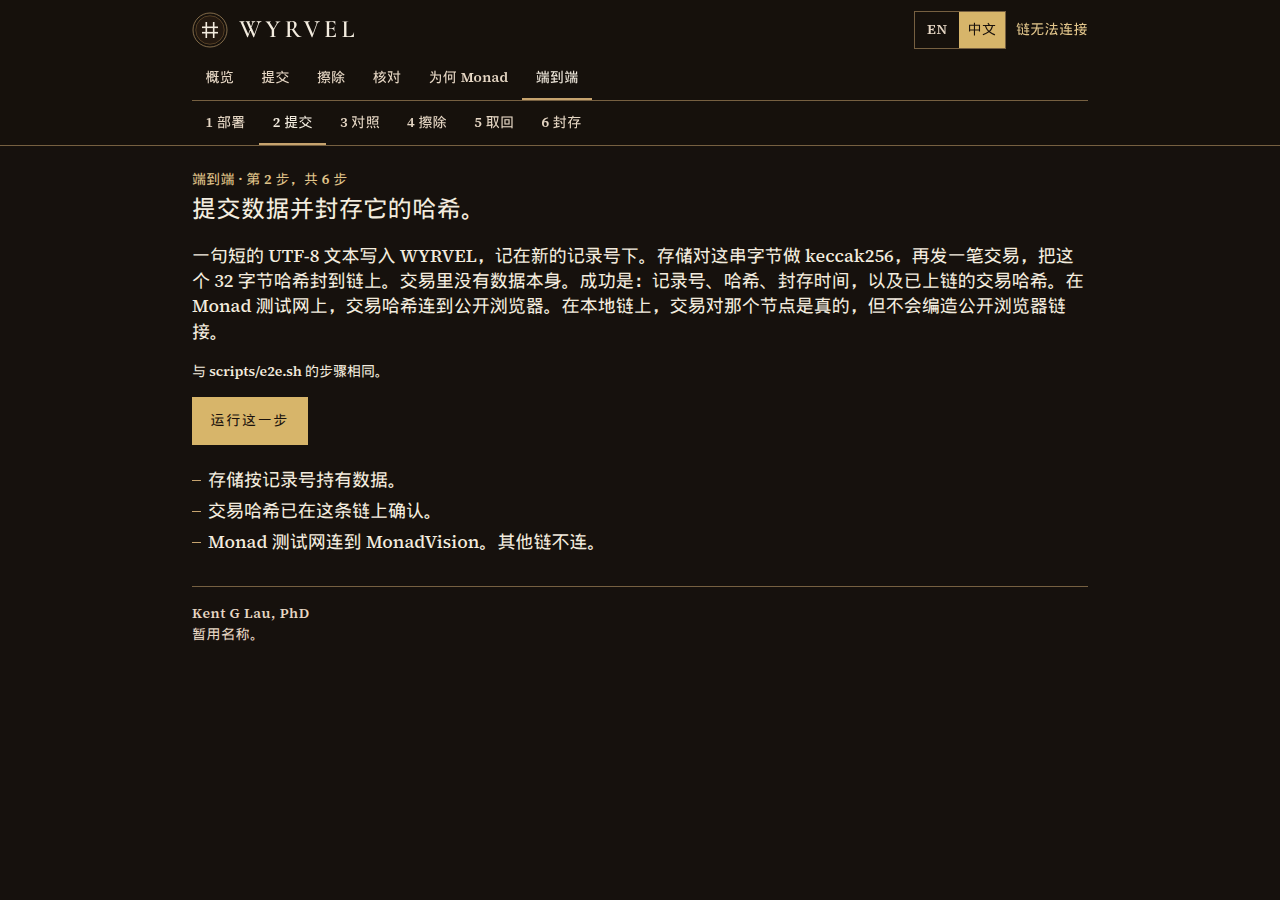 WYRVEL
EN 中文 链无法连接
概览 提交 擦除 核对 为何 Monad 端到端
1 部署 2 提交 3 对照 4 擦除 5 取回 6 封存
端到端 · 第 2 步，共 6 步
提交数据并封存它的哈希。
一句短的 UTF-8 文本写入 WYRVEL，记在新的记录号下。存储对这串字节做 keccak256，再发一笔交易，把这
个 32 字节哈希封到链上。交易里没有数据本身。成功是：记录号、哈希、封存时间，以及已上链的交易哈希。在
Monad 测试网上，交易哈希连到公开浏览器。在本地链上，交易对那个节点是真的，但不会编造公开浏览器链
接。
与 scripts/e2e.sh 的步骤相同。
运行这一步
– 存储按记录号持有数据。
– 交易哈希已在这条链上确认。
– Monad 测试网连到 MonadVision。其他链不连。
Kent G Lau, PhD
暂用名称。